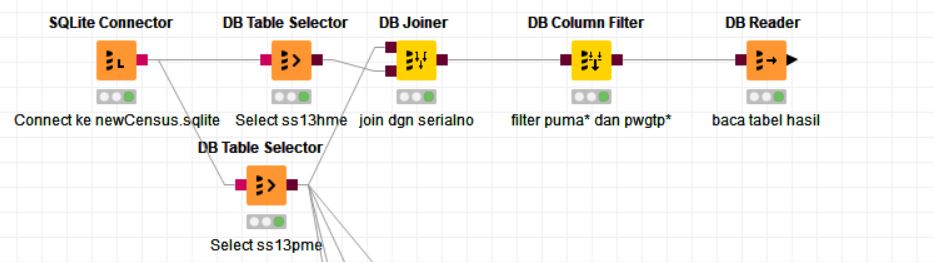 SQLite Connector
DB Table Selector
DB Joiner
DB Column Filter
DB Reader
Connect ke newCensus.sqlite
Select ss13hme
join dgn serialno
filter puma* dan pwgtp*
baca tabel hasil
DB Table Selector
Select ss13pme